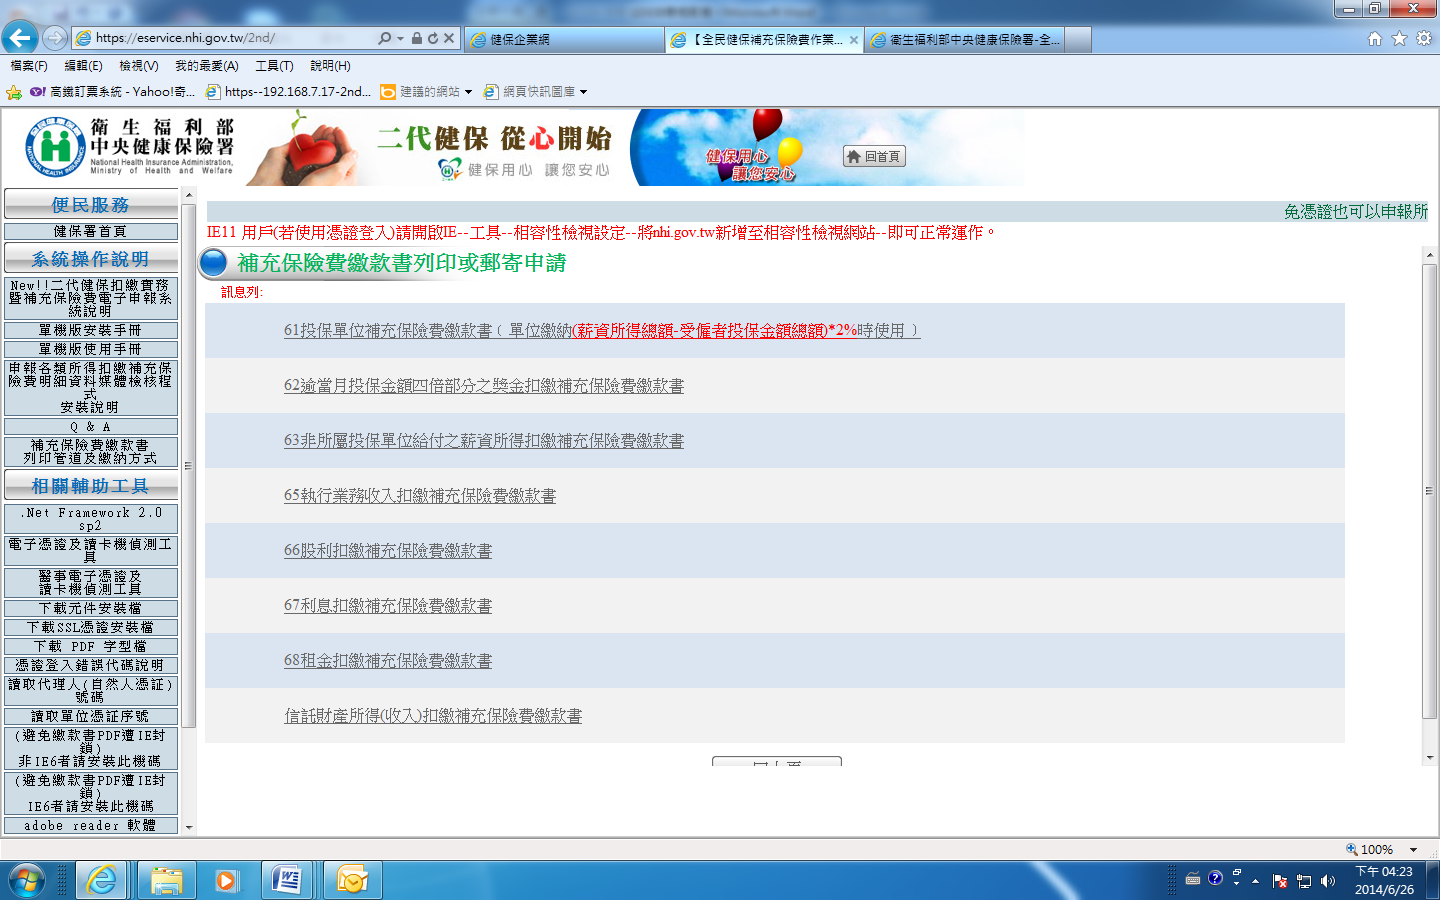 https://eservice.nhi.gov.tw/2nd/
健保企業網
【全民健保補充保險費作業...
衛生福利部中央健康保險署-全...
檔案(F) 編輯(E) 檢視(V) 我的最愛(A) 工具(T) 說明(H)
高鐵訂票系統 - Yahoo!奇... https--192.168.7.17-2nd... 建議的網站 網頁快訊圖庫
衛生福利部
中央健康保險署
National Health Insurance Administration,
Ministry of Health and Welfare
二代健保 從心開始
健保用心 讓您安心
健保用心
讓您安心
回首頁
便民服務
健保署首頁
系統操作說明
New!!二代健保扣繳實務
暨補充保險費電子申報系
統說明
單機版安裝手冊
單機版使用手冊
申報各類所得扣繳補充保
險費明細資料媒體檢核程
式
安裝說明
Q & A
補充保險費繳款書
列印管道及繳納方式
相關輔助工具
.Net Framework 2.0
sp2
電子憑證及讀卡機偵測工
具
醫事電子憑證及
讀卡機偵測工具
下載元件安裝檔
下載SSL憑證安裝檔
下載 PDF 字型檔
憑證登入錯誤代碼說明
讀取代理人(自然人憑証)
號碼
讀取單位憑証序號
(避免繳款書PDF遭IE封
鎖)
非IE6者請安裝此機碼
(避免繳款書PDF遭IE封
鎖)
IE6者請安裝此機碼
adobe reader 軟體
免憑證也可以申報所
IE11 用戶(若使用憑證登入)請開啟IE--工具--相容性檢視設定--將nhi.gov.tw新增至相容性檢視網站--即可正常運作。
補充保險費繳款書列印或郵寄申請
訊息列:
61投保單位補充保險費繳款書﹝單位繳納(薪資所得總額-受僱者投保金額總額)*2%時使用﹞
62逾當月投保金額四倍部分之獎金扣繳補充保險費繳款書
63非所屬投保單位給付之薪資所得扣繳補充保險費繳款書
65執行業務收入扣繳補充保險費繳款書
66股利扣繳補充保險費繳款書
67利息扣繳補充保險費繳款書
68租金扣繳補充保險費繳款書
信託財產所得(收入)扣繳補充保險費繳款書
100%
下午 04:23
2014/6/26